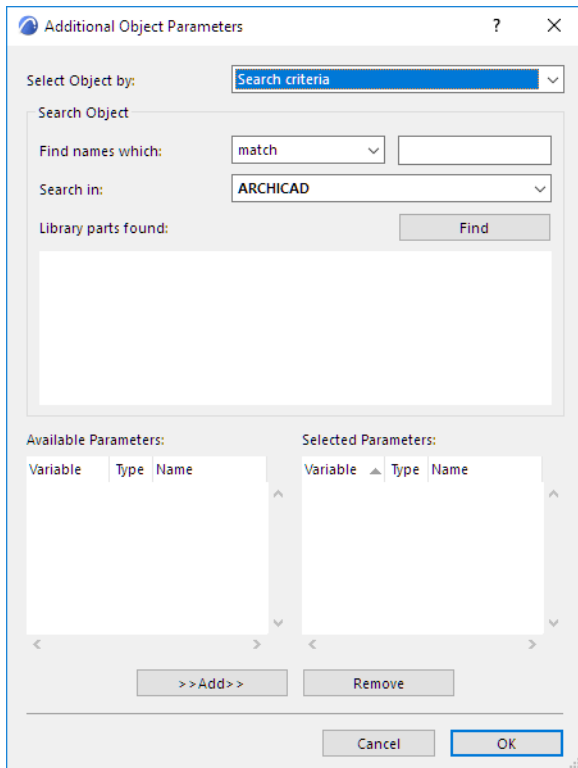 Additional Object Parameters ?
Select Object by: Search criteria
Search Object
Find names which: match
Search in: ARCHICAD
Library parts found: Find
Available Parameters: Selected Parameters:
Variable Type Name Variable Type Name
>>Add>> Remove
Cancel OK